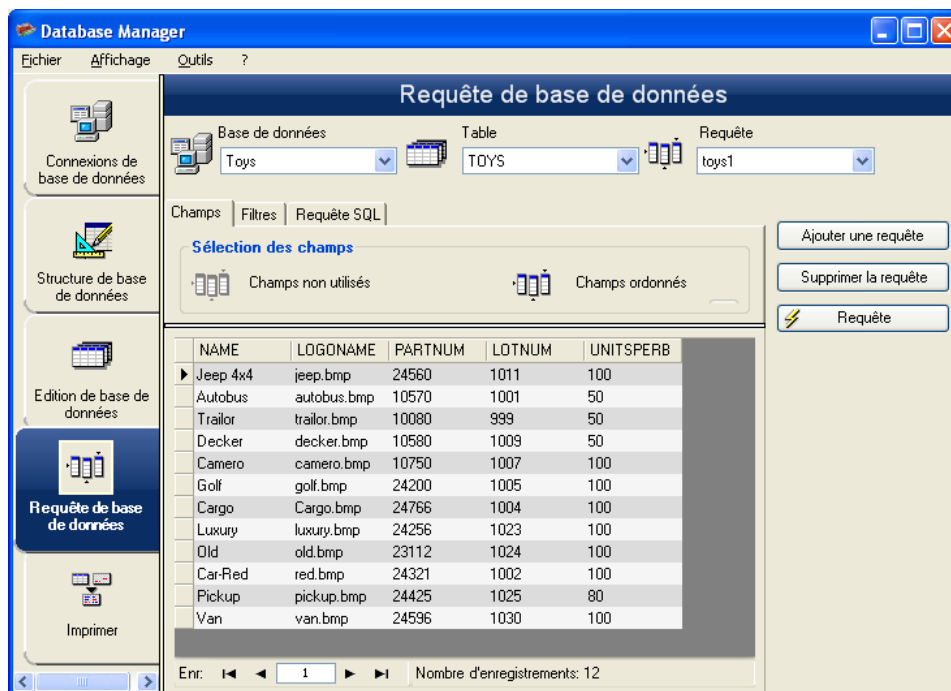 Database Manager
Fichier Affichage Outils ?
Connexions de
base de données
Structure de base
de données
Edition de base de
données
Requête de base
de données
Imprimer
Requête de base de données
Base de données
Toys
Table
TOYS
Requête
toys1
Champs Filtres Requête SQL
Sélection des champs
Champs non utilisés
Champs ordonnés
Ajouter une requête
Supprimer la requête
Requête
NAME LOGONAME PARTNUM LOTNUM UNITSPERB
Jeep 4x4 jeep.bmp 24560 1011 100
Autobus autobus.bmp 10570 1001 50
Trailor trailor.bmp 10080 999 50
Decker decker.bmp 10580 1009 50
Camero camero.bmp 10750 1007 100
Golf golf.bmp 24200 1005 100
Cargo Cargo.bmp 24766 1004 100
Luxury luxury.bmp 24256 1023 100
Old old.bmp 23112 1024 100
Car-Red red.bmp 24321 1002 100
Pickup pickup.bmp 24425 1025 80
Van van.bmp 24596 1030 100
Enr: 1 Nombre d'enregistrements: 12